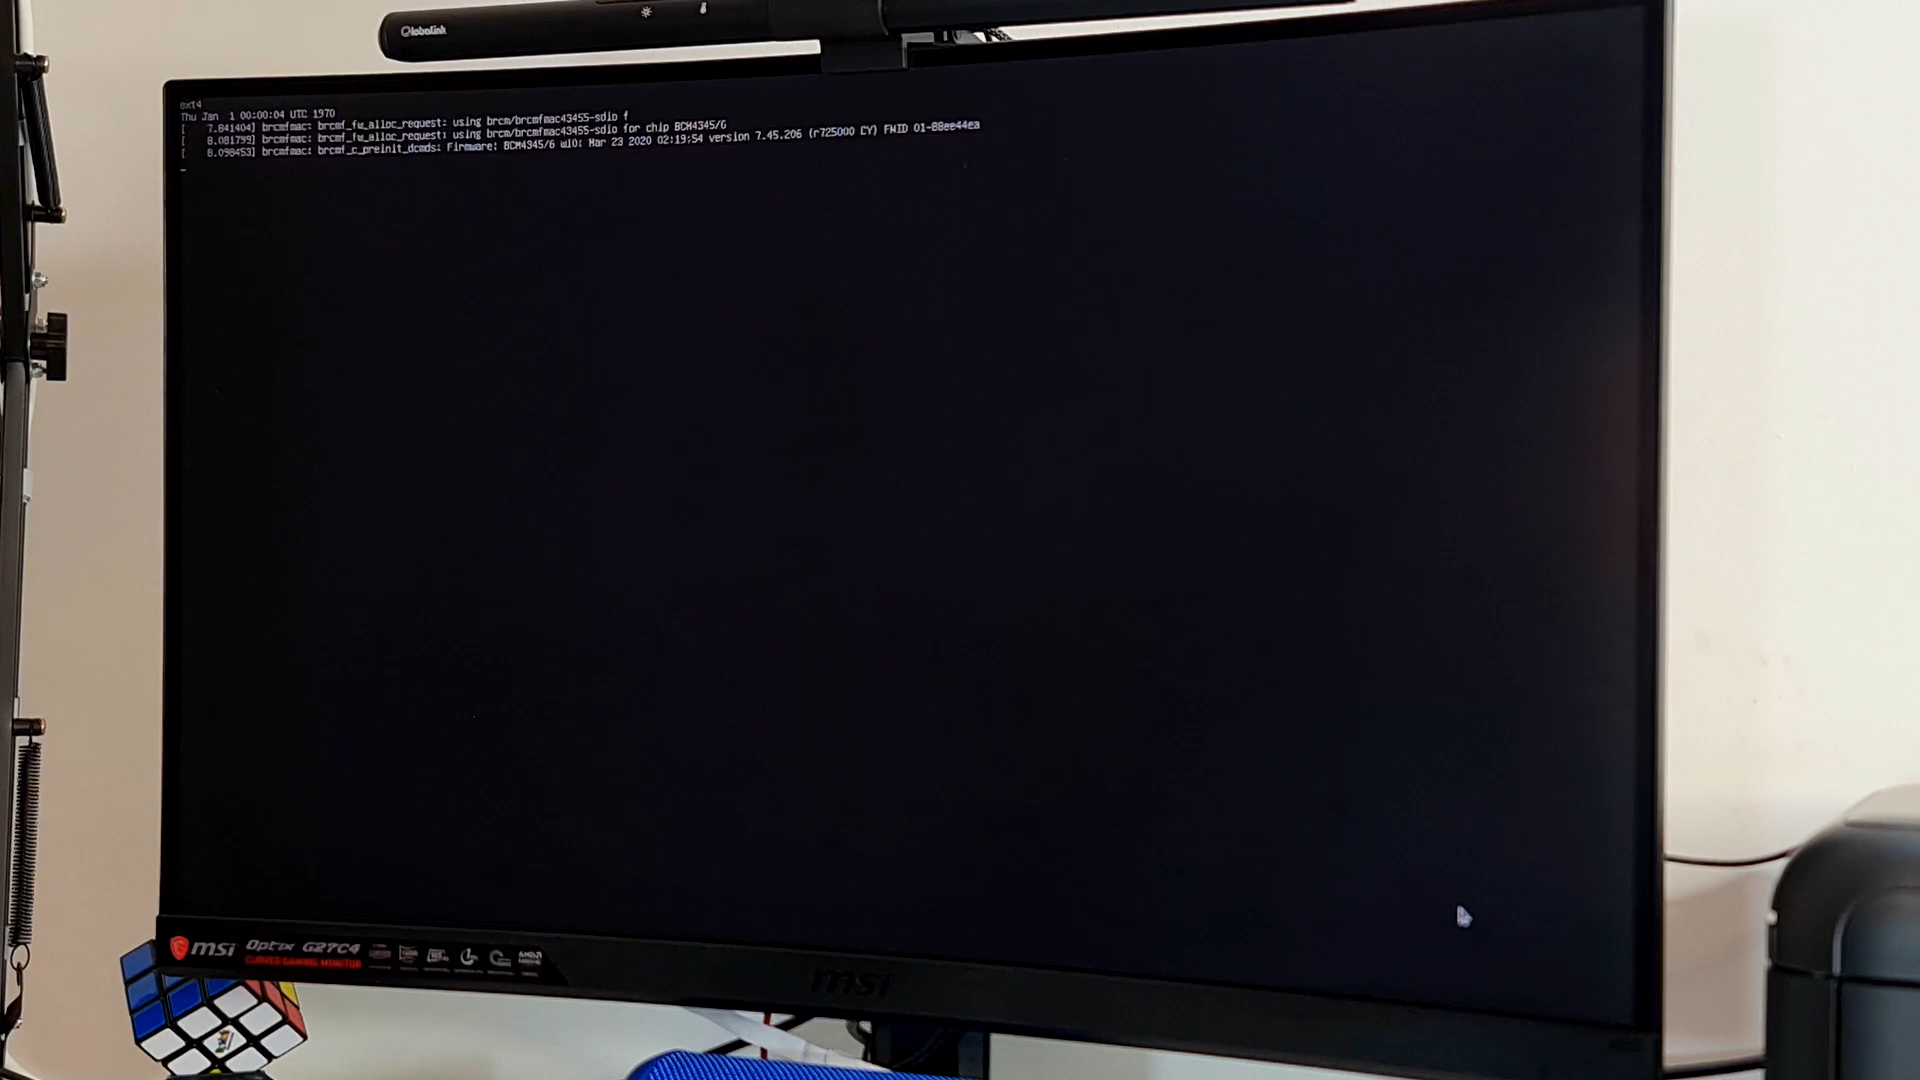 Globalink
ext4
Thu Jan 1 00:00:04 UTC 1970
[ 7.841404] brcmfmac: brcmf_fw_alloc_request: using brcm/brcmfmac43455-sdio f
[ 8.081799] brcmfmac: brcmf_fw_alloc_request: using brcm/brcmfmac43455-sdio for chip BCM4345/6
[ 8.098453] brcmfmac: brcmf_c_preinit_dcmds: Firmware: BCM4345/6 wl0: Mar 23 2020 02:19:54 version 7.45.206 (r725000 CY) FWID 01-88ee44ea
msi Optix G27C4
CURVED GAMING MONITOR
msi